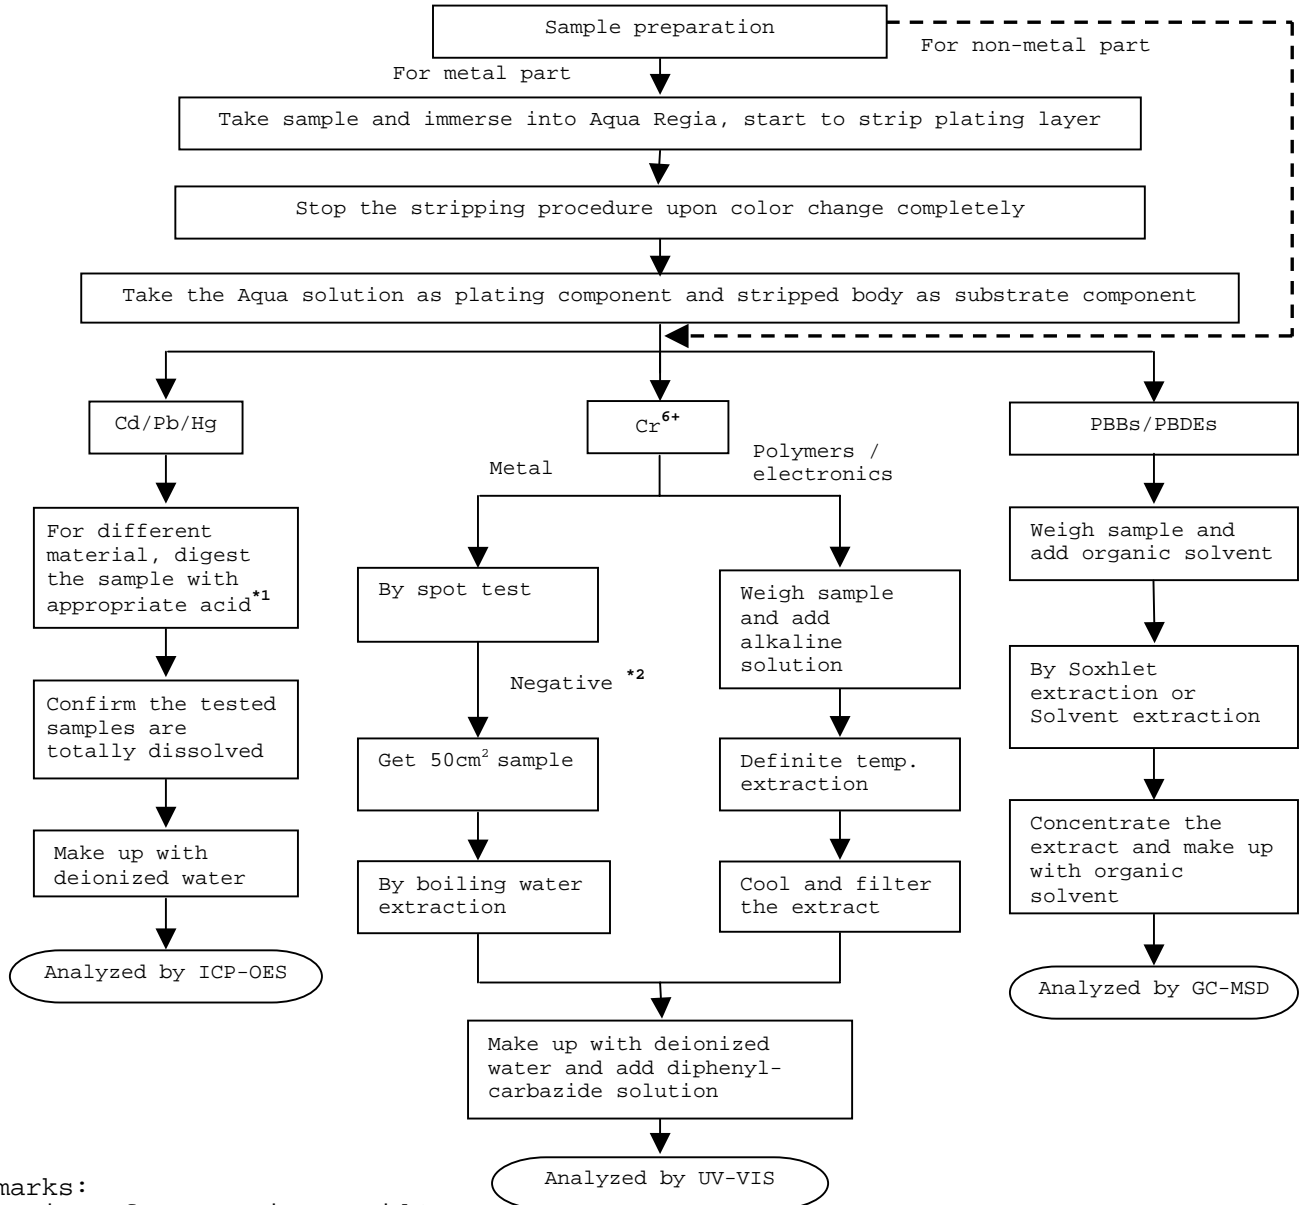 Sample preparation
For non-metal part
For metal part
Take sample and immerse into Aqua Regia, start to strip plating layer
Stop the stripping procedure upon color change completely
Take the Aqua solution as plating component and stripped body as substrate component
Cd/Pb/Hg
For different
material, digest
the sample with
appropriate acid*1
Confirm the tested
samples are
totally dissolved
Make up with
deionized water
Analyzed by ICP-OES
Cr6+
Metal
By spot test
Negative *2
Get 50cm2 sample
By boiling water
extraction
Polymers /
electronics
Weigh sample
and add
alkaline
solution
Definite temp.
extraction
Cool and filter
the extract
Make up with deionized
water and add diphenyl-
carbazide solution
Analyzed by UV-VIS
PBBs/PBDEs
Weigh sample and
add organic solvent
By Soxhlet
extraction or
Solvent extraction
Concentrate the
extract and make up
with organic
solvent
Analyzed by GC-MSD
marks: